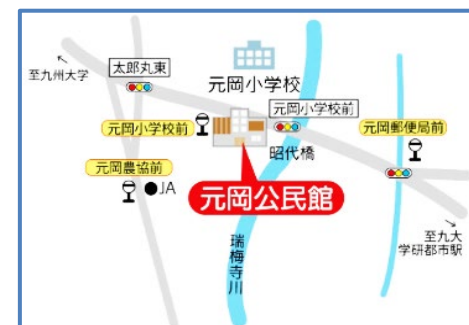 至九州大学
太郎丸東
元岡小学校
元岡小学校前
元岡小学校前
元岡郵便局前
昭代橋
元岡農協前
●JA
元岡公民館
瑞梅寺川
至九大
学研都市駅